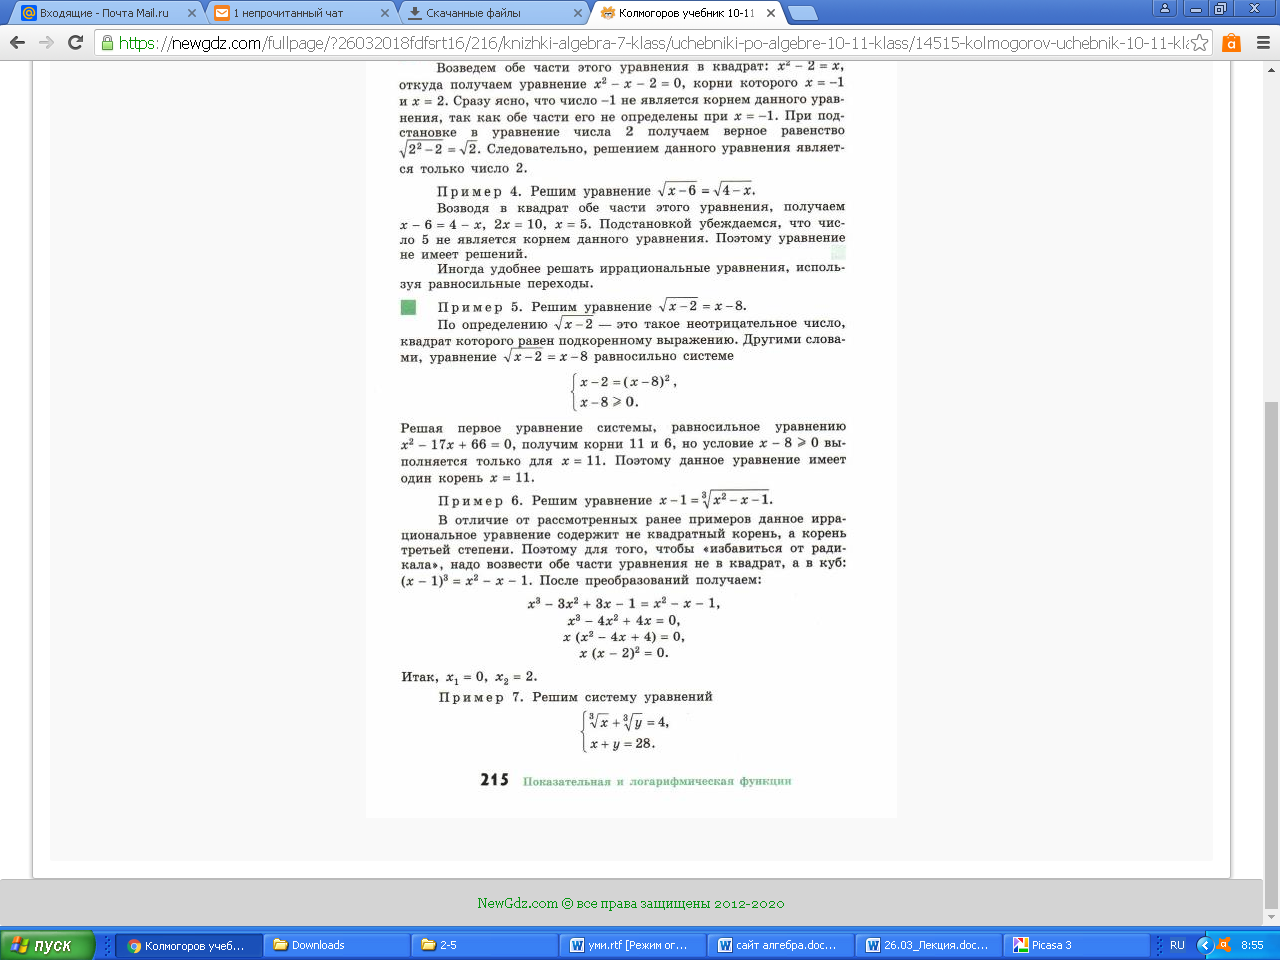 Входящие - Почта Mail.ru
1 непрочитанный чат
Скачанные файлы
Колмогоров учебник 10-11
https://newgdz.com/fullpage/?26032018fdfsrt16/216/knizhki-algebra-7-klass/uchebniki-po-algebre-10-11-klass/14515-kolmogorov-uchebnik-10-11-kl
Возведем обе части этого уравнения в квадрат: x² − 2 = x,
откуда получаем уравнение x² − x − 2 = 0, корни которого x = −1
и x = 2. Сразу ясно, что число −1 не является корнем данного урав-
нения, так как обе части его не определены при x = −1. При под-
становке в уравнение числа 2 получаем верное равенство
√(2² − 2) = √2. Следовательно, решением данного уравнения являет-
ся только число 2.
Пример 4. Решим уравнение √(x − 6) = √(4 − x).
Возводя в квадрат обе части этого уравнения, получаем
x − 6 = 4 − x, 2x = 10, x = 5. Подстановкой убеждаемся, что чис-
ло 5 не является корнем данного уравнения. Поэтому уравнение
не имеет решений.
Иногда удобнее решать иррациональные уравнения, исполь-
зуя равносильные переходы.
Пример 5. Решим уравнение √(x − 2) = x − 8.
По определению √(x − 2) — это такое неотрицательное число,
квадрат которого равен подкоренному выражению. Другими слова-
ми, уравнение √(x − 2) = x − 8 равносильно системе
x − 2 = (x − 8)²,
x − 8 ⩾ 0.
Решая первое уравнение системы, равносильное уравнению
x² − 17x + 66 = 0, получим корни 11 и 6, но условие x − 8 ⩾ 0 вы-
полняется только для x = 11. Поэтому данное уравнение имеет
один корень x = 11.
Пример 6. Решим уравнение x − 1 = ∛(x² − x − 1).
В отличие от рассмотренных ранее примеров данное ирра-
циональное уравнение содержит не квадратный корень, а корень
третьей степени. Поэтому для того, чтобы «избавиться от ради-
кала», надо возвести обе части уравнения не в квадрат, а в куб:
(x − 1)³ = x² − x − 1. После преобразований получаем:
x³ − 3x² + 3x − 1 = x² − x − 1,
x³ − 4x² + 4x = 0,
x (x² − 4x + 4) = 0,
x (x − 2)² = 0.
Итак, x₁ = 0, x₂ = 2.
Пример 7. Решим систему уравнений
∛x + ∛y = 4,
x + y = 28.
215 Показательная и логарифмическая функции
NewGdz.com © все права защищены 2012-2020
пуск
Колмогоров учеб...
Downloads
2-5
уми.rtf [Режим ог...
сайт алгебра.doc...
26.03_Лекция.doc...
Picasa 3
RU
8:55